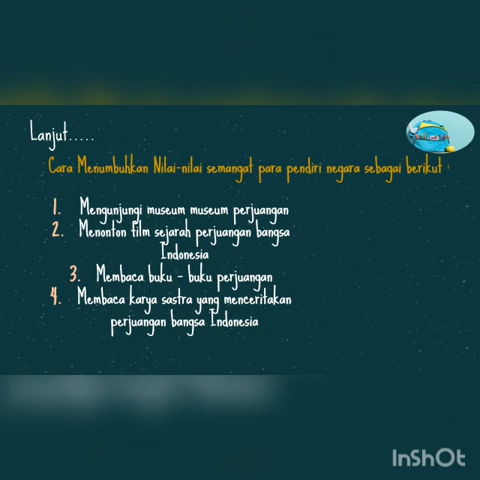 Lanjut.....
Cara Menumbuhkan Nilai-nilai semangat para pendiri negara sebagai berikut :
1. Mengunjungi museum museum perjuangan
2. Menonton film sejarah perjuangan bangsa
Indonesia
3. Membaca buku - buku perjuangan
4. Membaca karya sastra yang menceritakan
perjuangan bangsa Indonesia
InShOt